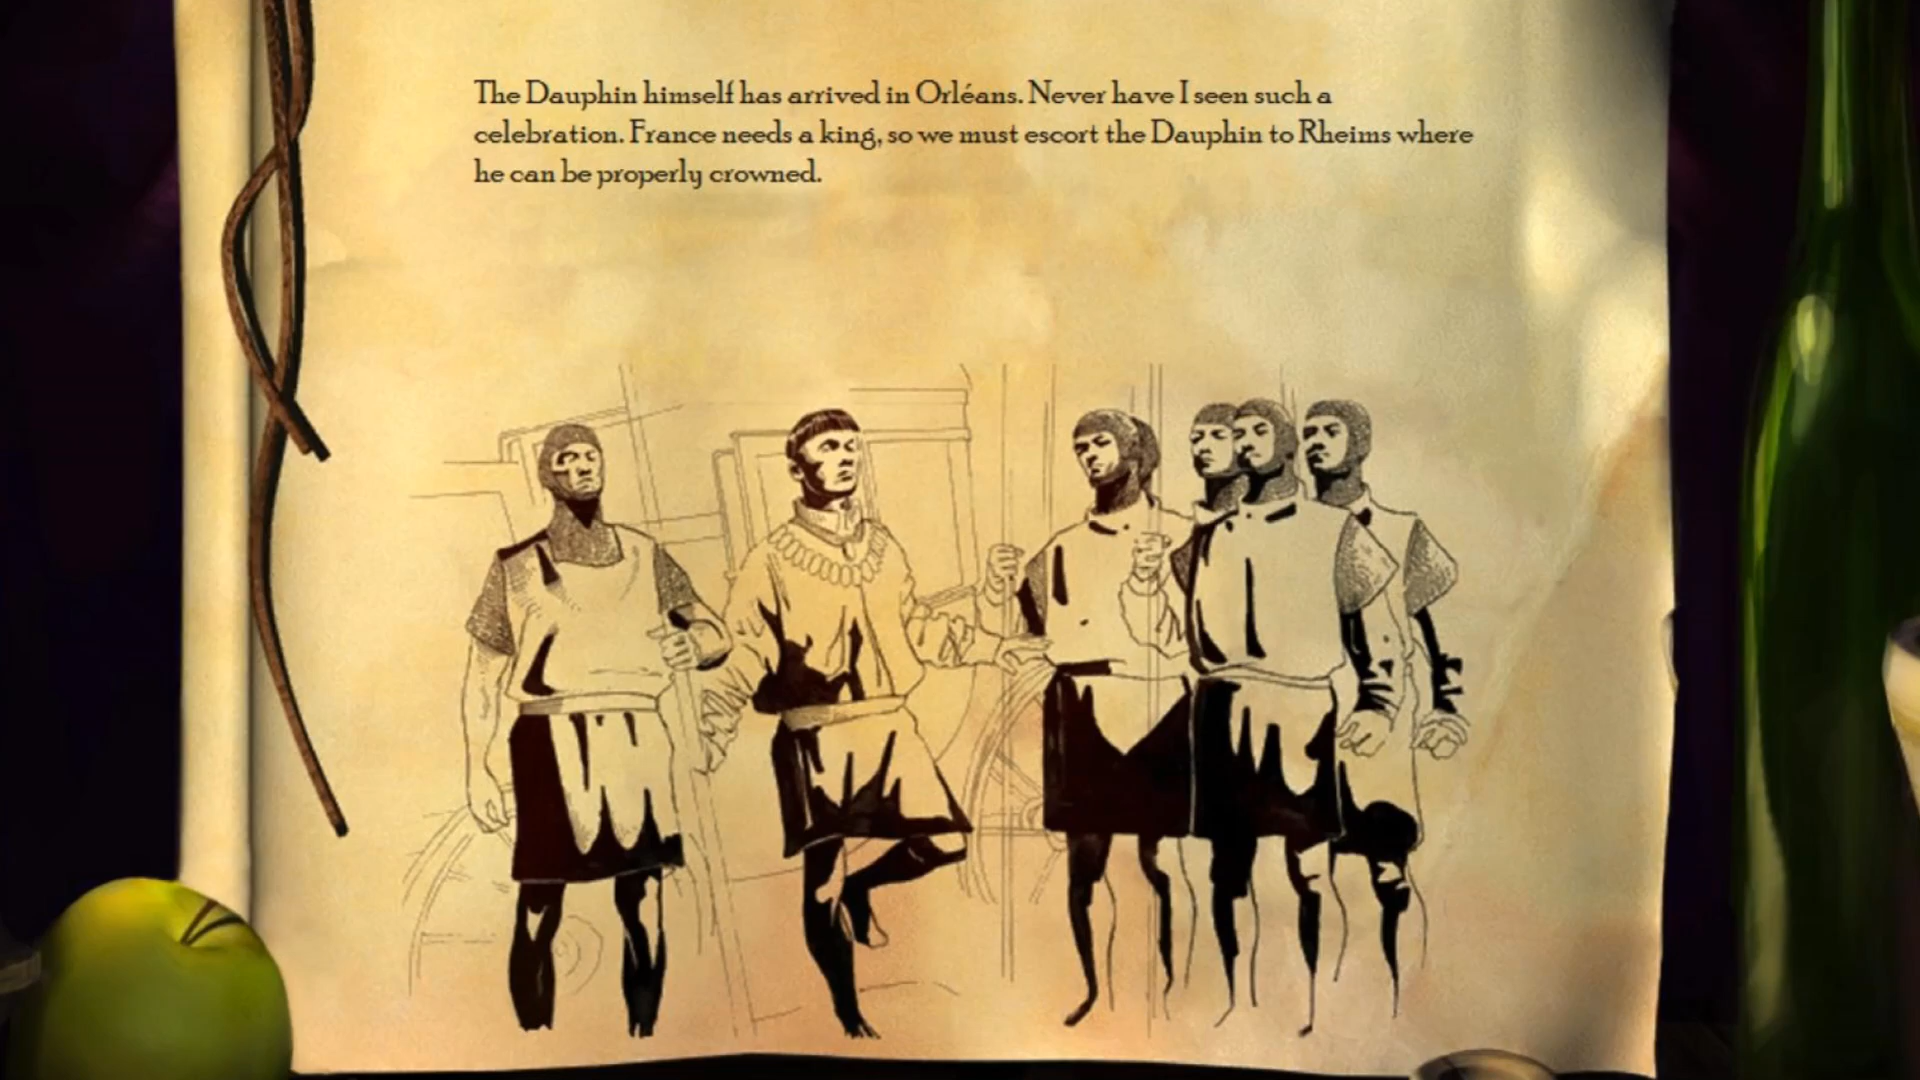 The Dauphin himself has arrived in Orléans. Never have I seen such a
celebration. France needs a king, so we must escort the Dauphin to Rheims where
he can be properly crowned.